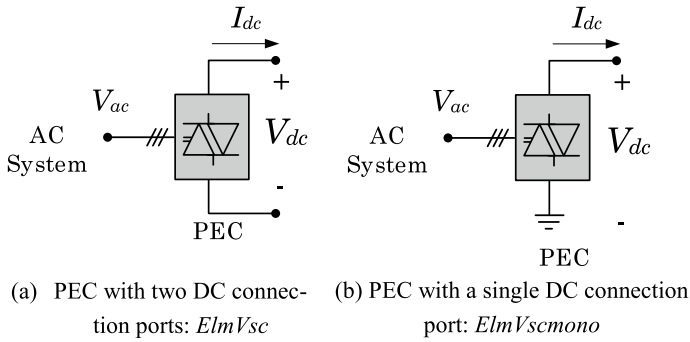 I_dc
I_dc
+
+
V_ac
V_ac
AC
System
V_dc
AC
System
V_dc
-
-
PEC
PEC
(a) PEC with two DC connec-
tion ports: ElmVsc
(b) PEC with a single DC connection
port: ElmVscmono